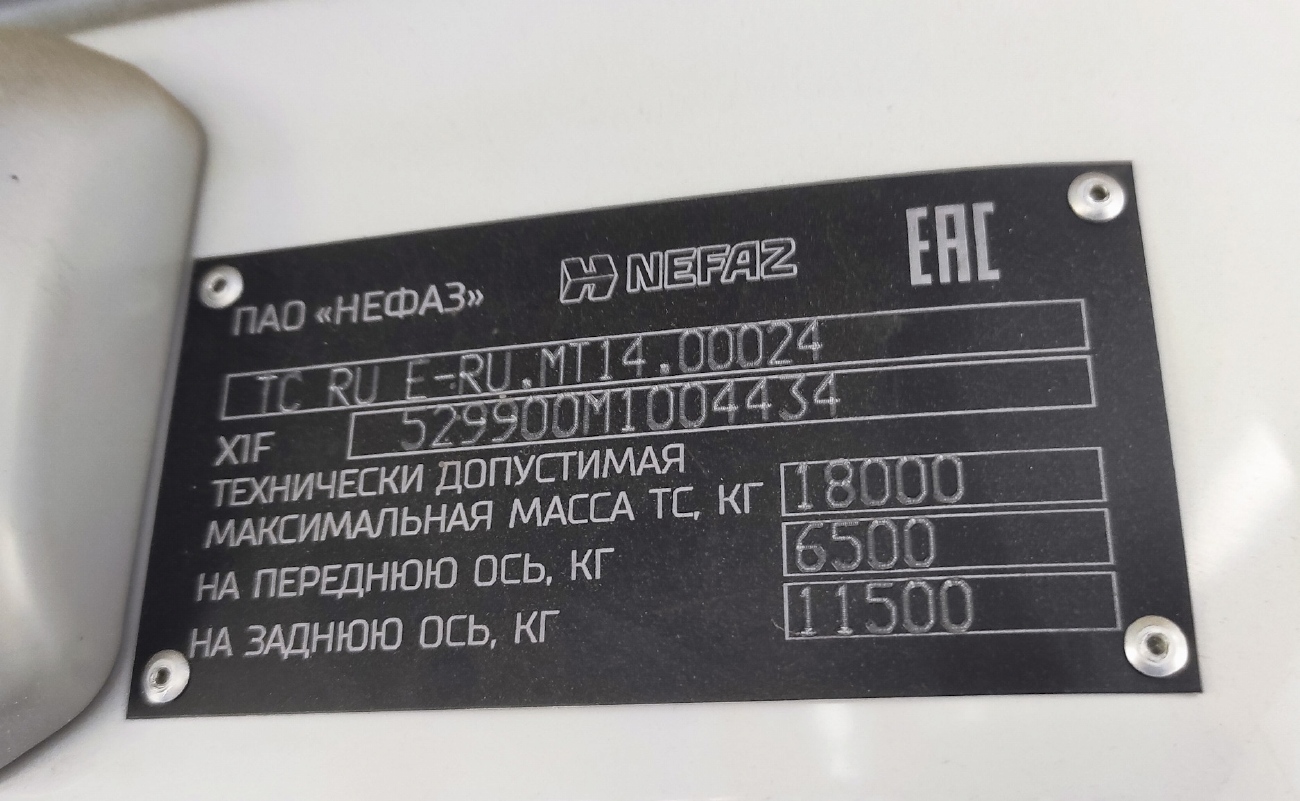 ПАО «НЕФАЗ» NEFAZ EAC
TC RU E-RU.MT14.00024
X1F 529900M1004434
ТЕХНИЧЕСКИ ДОПУСТИМАЯ
МАКСИМАЛЬНАЯ МАССА ТС, КГ 18000
НА ПЕРЕДНЮЮ ОСЬ, КГ 6500
НА ЗАДНЮЮ ОСЬ, КГ 11500